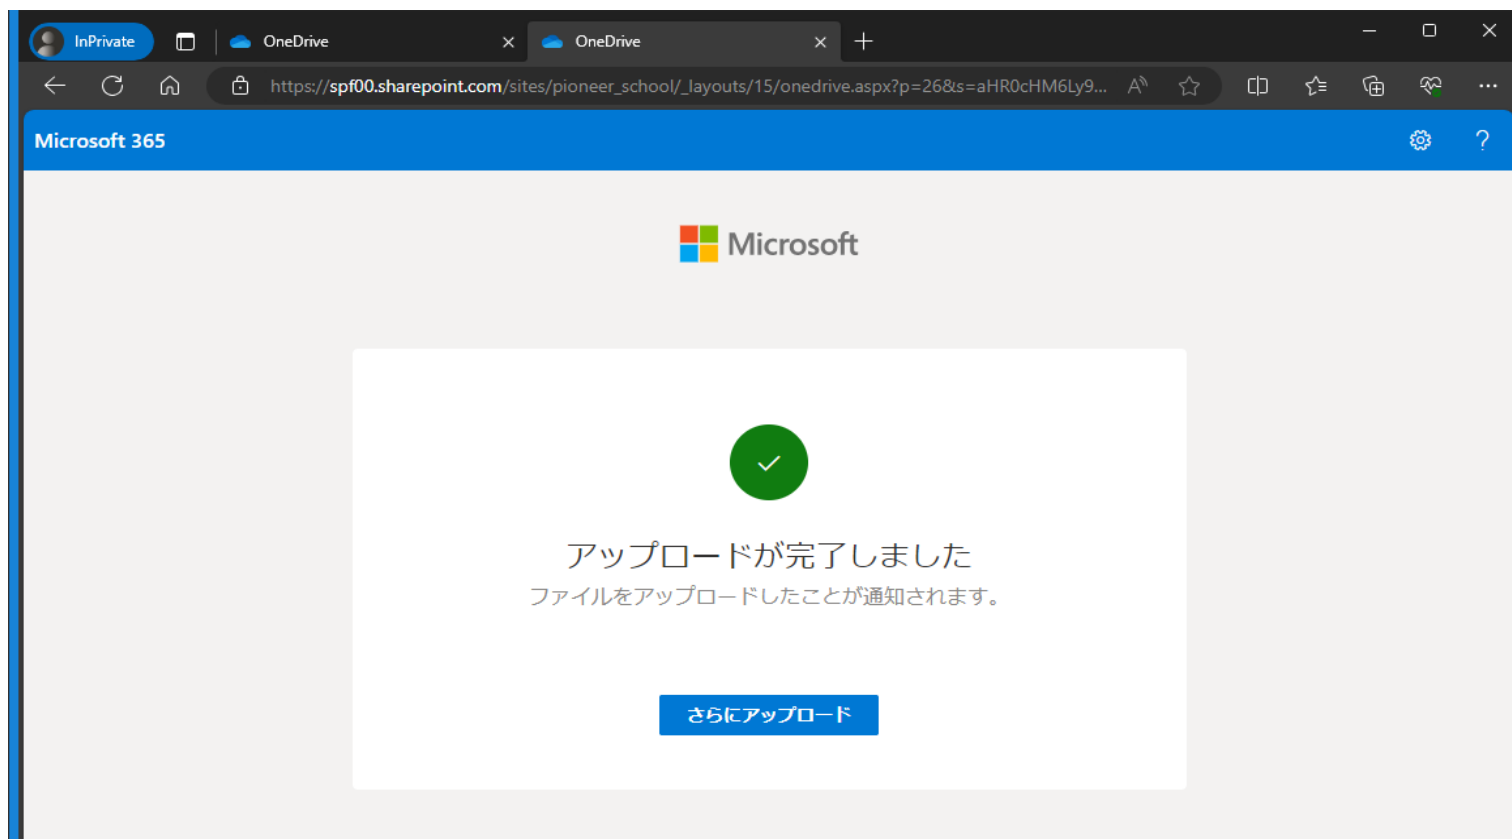 InPrivate OneDrive OneDrive
https://spf00.sharepoint.com/sites/pioneer_school/_layouts/15/onedrive.aspx?p=26&s=aHR0cHM6Ly9...
Microsoft 365
Microsoft
アップロードが完了しました
ファイルをアップロードしたことが通知されます。
さらにアップロード